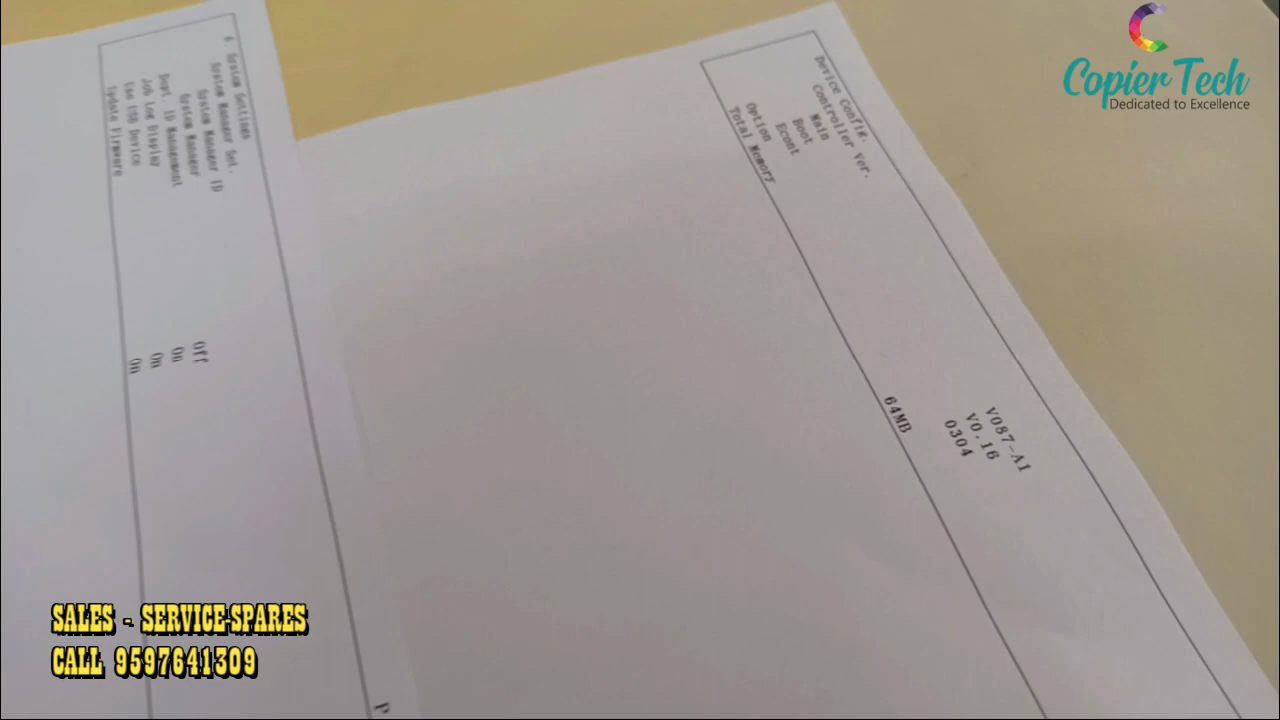 Copier Tech
Dedicated to Excellence
6. System Settings
System Manager Set.
System Manager ID
System Manager
Dept. ID Management Off
Job Log Display On
Use USB Device On
Update Firmware On
Device Config.
Controller Ver.
Main V087-A1
Boot V0.16
Econt 0304
Option
Total Memory 64MB
P
SALES - SERVICE-SPARES
CALL 9597641309